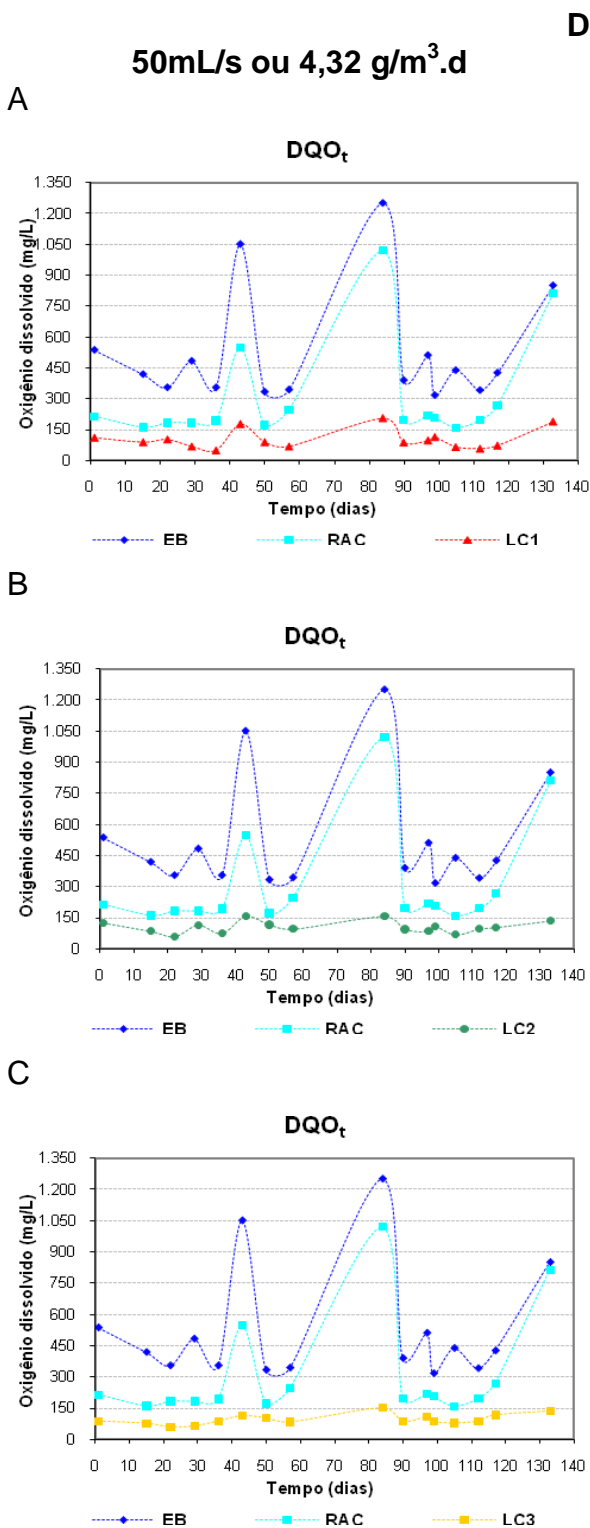 D
50mL/s ou 4,32 g/m³.d
A
DQOₜ
Oxigênio dissolvido (mg/L)
1.350
1.200
1.050
900
750
600
450
300
150
0
0 10 20 30 40 50 60 70 80 90 100 110 120 130 140
Tempo (dias)
EB RAC LC1
B
DQOₜ
Oxigênio dissolvido (mg/L)
1.350
1.200
1.050
900
750
600
450
300
150
0
0 10 20 30 40 50 60 70 80 90 100 110 120 130 140
Tempo (dias)
EB RAC LC2
C
DQOₜ
Oxigênio dissolvido (mg/L)
1.350
1.200
1.050
900
750
600
450
300
150
0
0 10 20 30 40 50 60 70 80 90 100 110 120 130 140
Tempo (dias)
EB RAC LC3